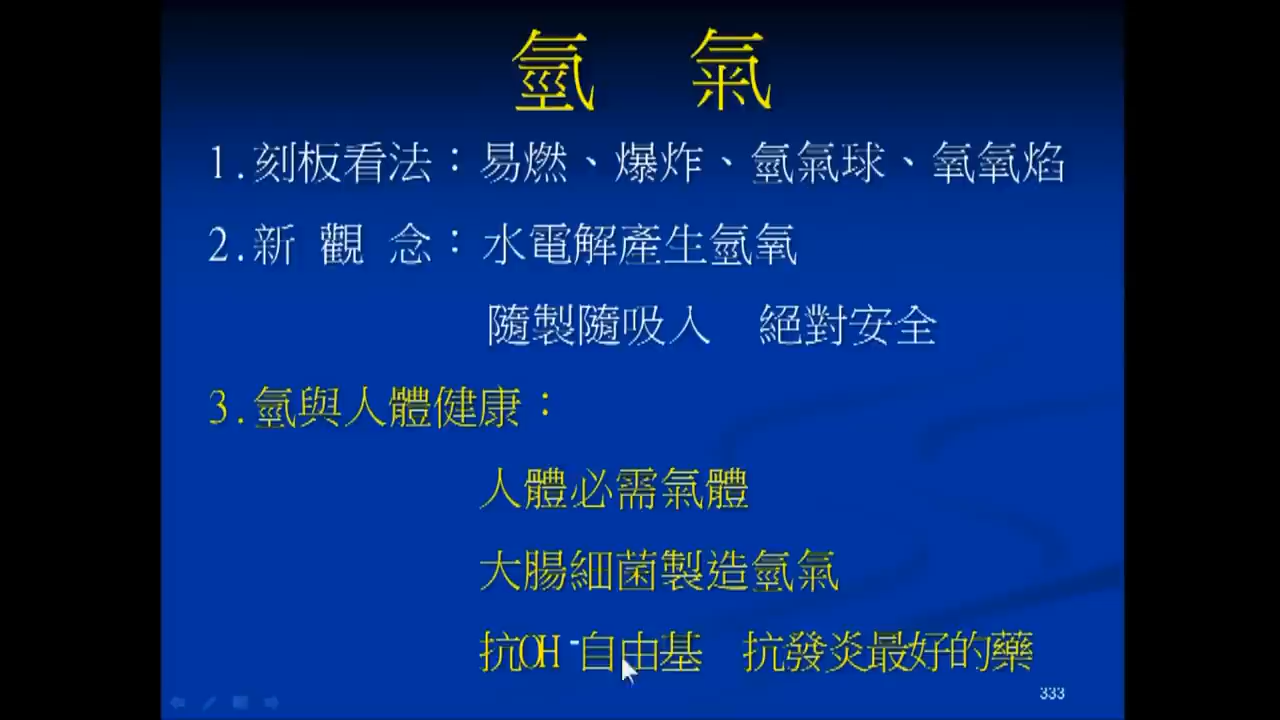 氫 氣
1.刻板看法：易燃、爆炸、氫氣球、氧氧焰
2.新 觀 念：水電解產生氫氧
隨製隨吸入 絕對安全
3.氫與人體健康：
人體必需氣體
大腸細菌製造氫氣
抗OH⁻自由基 抗發炎最好的藥
333